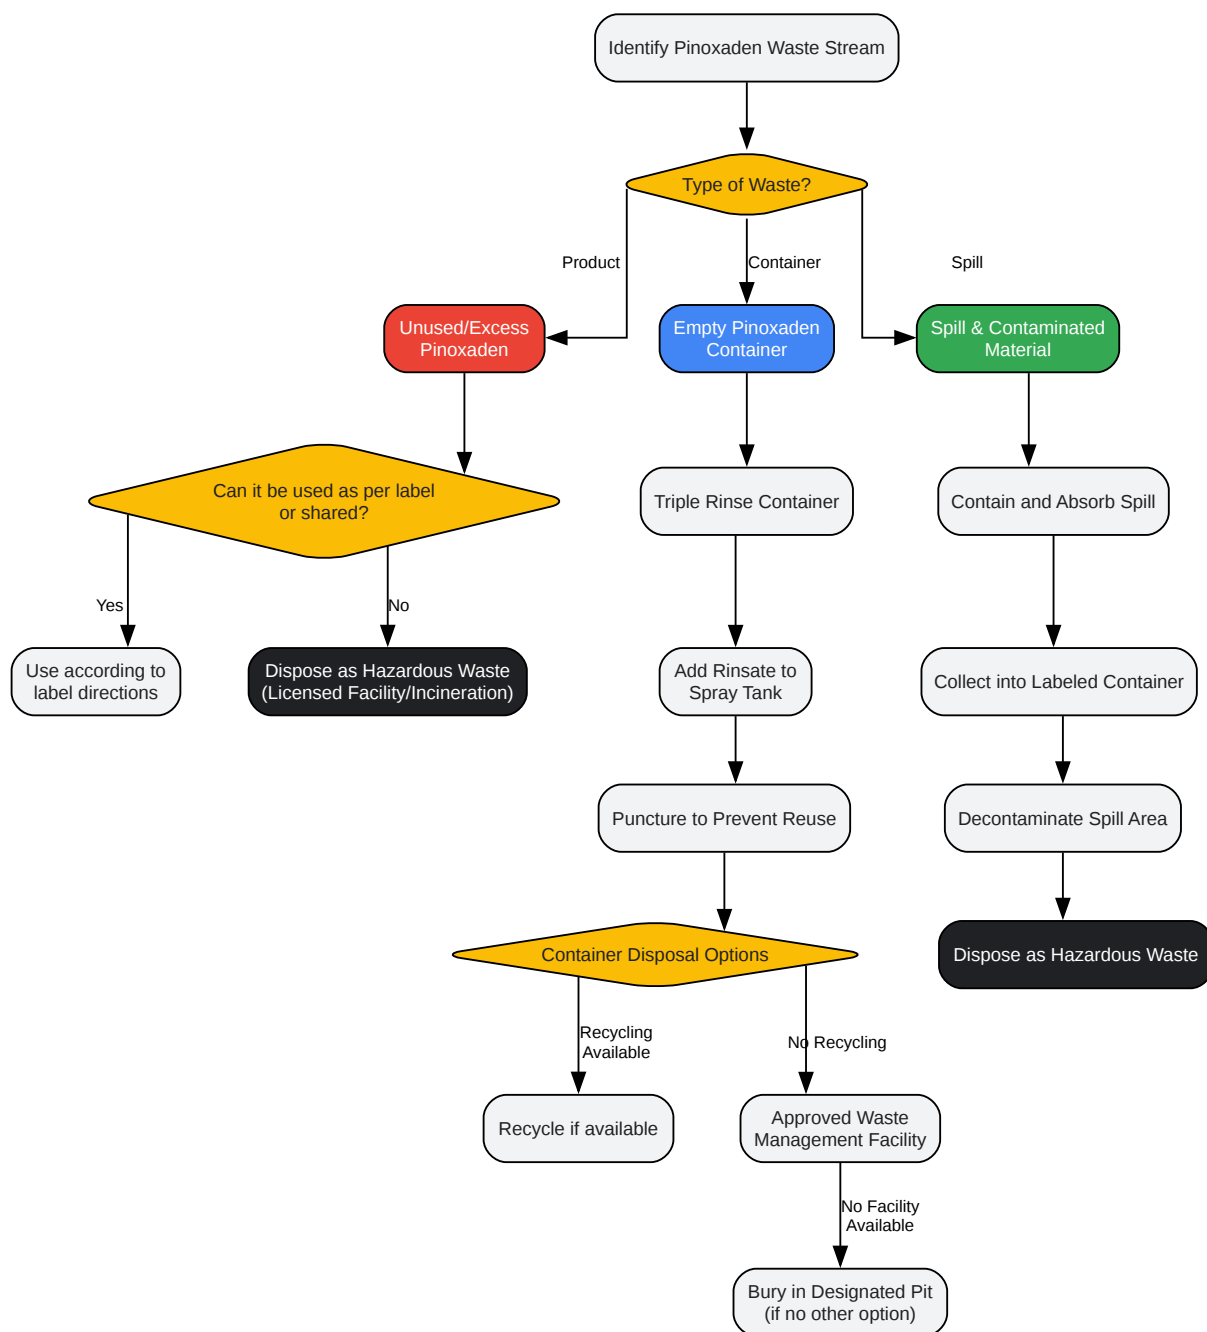 Identify Pinoxaden Waste Stream
Type of Waste?
Product
Container
Spill
Unused/Excess
Pinoxaden
Empty Pinoxaden
Container
Spill & Contaminated
Material
Can it be used as per label
or shared?
Triple Rinse Container
Contain and Absorb Spill
Yes
No
Use according to
label directions
Dispose as Hazardous Waste
(Licensed Facility/Incineration)
Add Rinsate to
Spray Tank
Collect into Labeled Container
Puncture to Prevent Reuse
Decontaminate Spill Area
Container Disposal Options
Dispose as Hazardous Waste
Recycling
Available
No Recycling
Recycle if available
Approved Waste
Management Facility
No Facility
Available
Bury in Designated Pit
(if no other option)